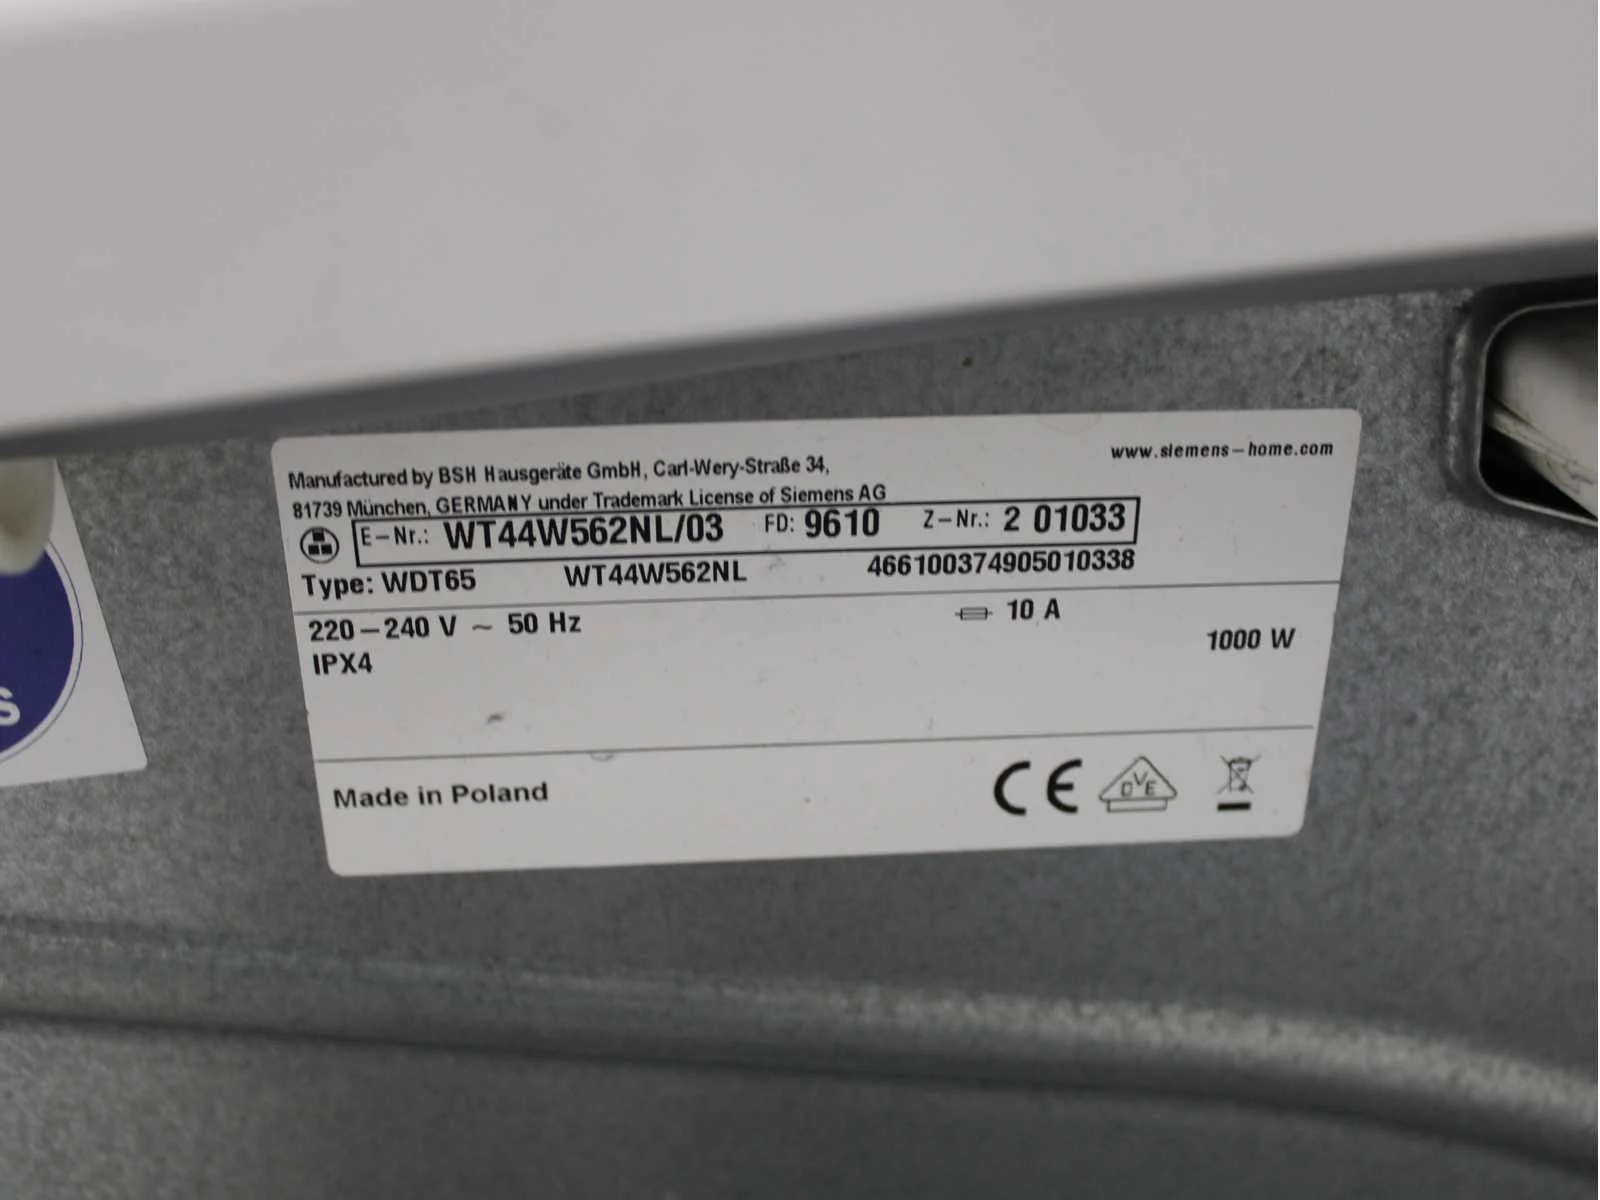 www.siemens-home.com
Manufactured by BSH Hausgeräte GmbH, Carl-Wery-Straße 34,
81739 München, GERMANY under Trademark License of Siemens AG
E-Nr.: WT44W562NL/03 FD: 9610 Z-Nr.: 2 01033
Type: WDT65 WT44W562NL 466100374905010338
220-240 V ~ 50 Hz 10 A
1000 W
IPX4
Made in Poland
CE DVE
S